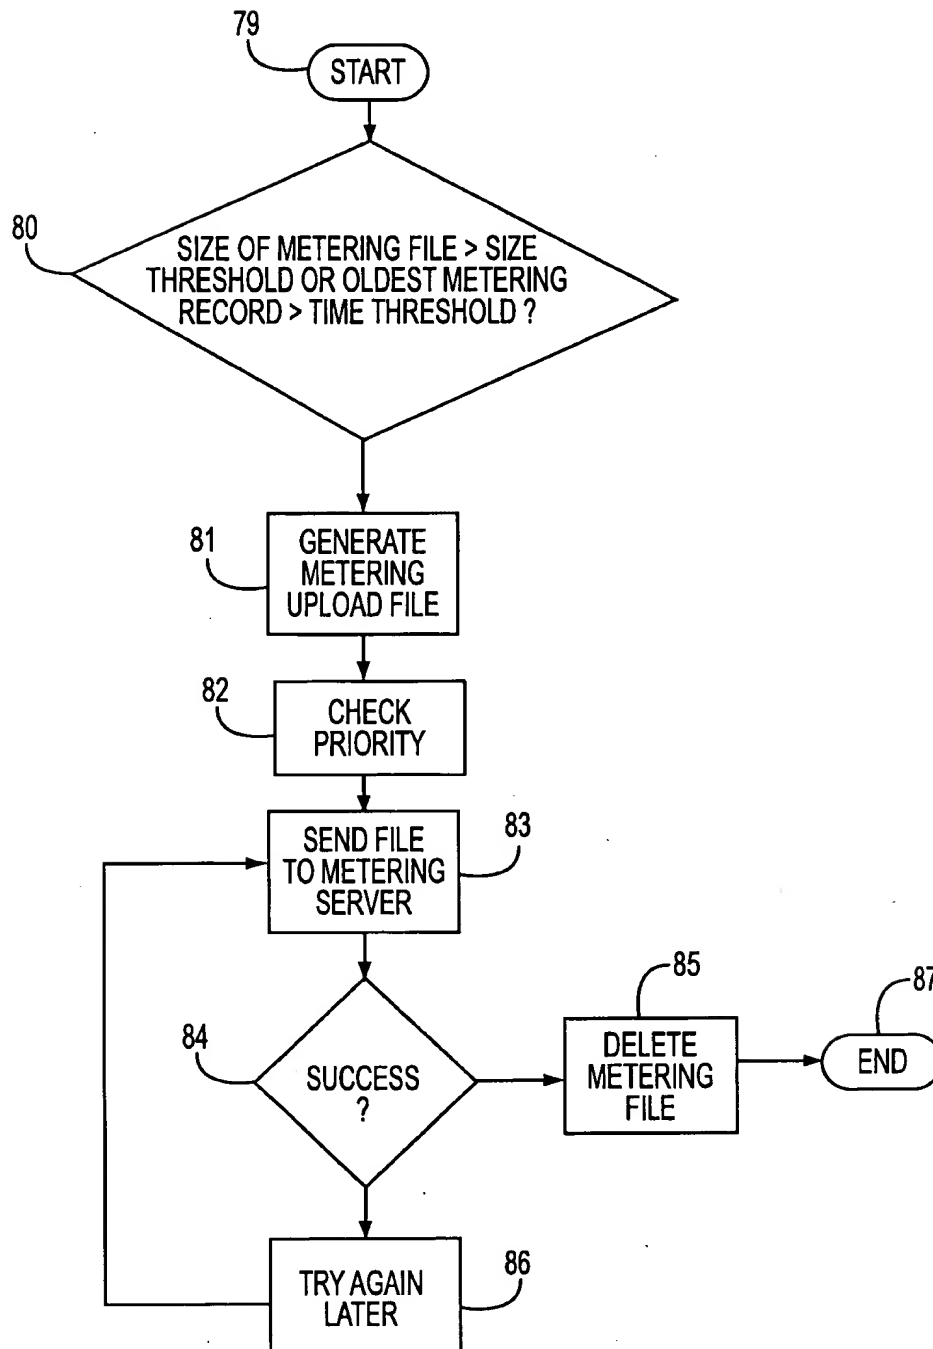 79
START
80
SIZE OF METERING FILE > SIZE
THRESHOLD OR OLDEST METERING
RECORD > TIME THRESHOLD ?
81
GENERATE
METERING
UPLOAD FILE
82
CHECK
PRIORITY
SEND FILE
TO METERING
SERVER
83
84
SUCCESS
?
85
DELETE
METERING
FILE
87
END
TRY AGAIN
LATER
86